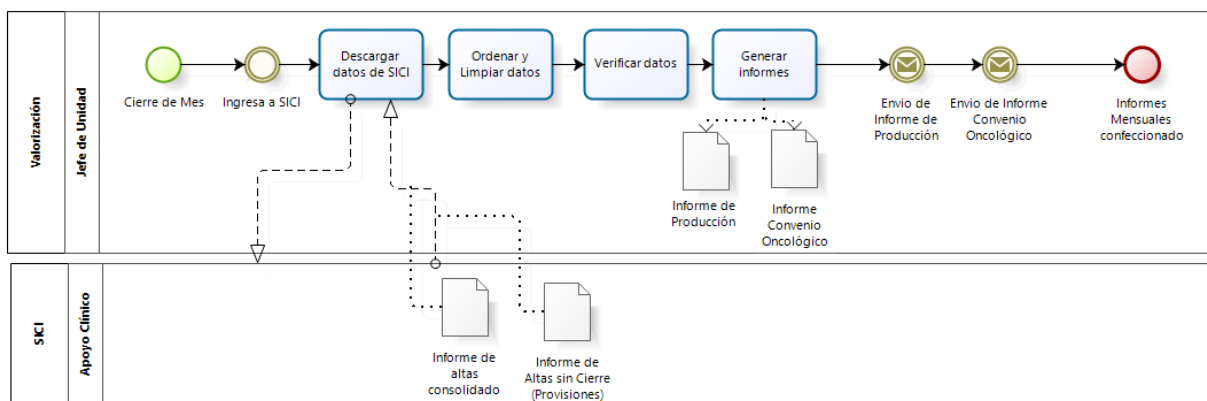 Valorización
Jefe de Unidad
Cierre de Mes
Ingresa a SICI
Descargar
datos de SICI
Ordenar y
Limpiar datos
Verificar datos
Generar
informes
Envio de
Informe de
Producción
Envio de Informe
Convenio
Oncológico
Informes
Mensuales
confeccionado
Informe de
Producción
Informe
Convenio
Oncológico
SICI
Apoyo Clínico
Informe de
altas
consolidado
Informe de
Altas sin Cierre
(Provisiones)